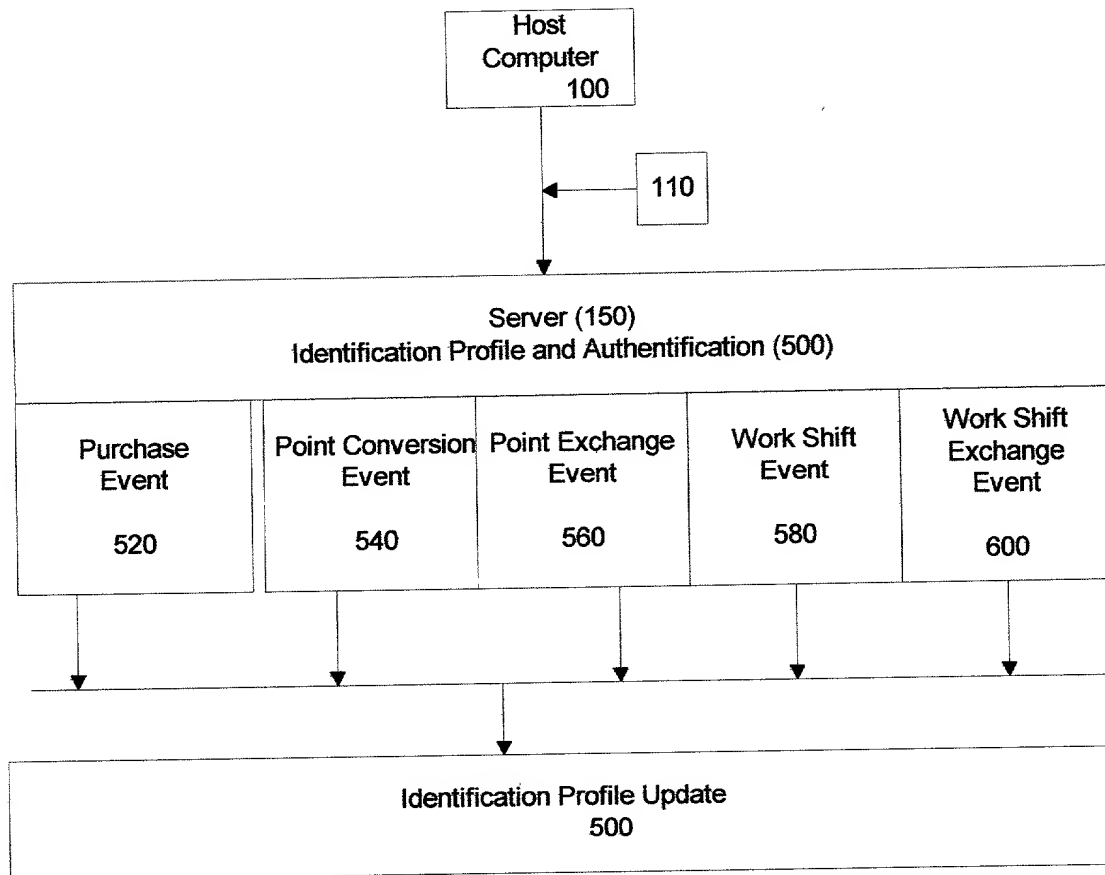 Host
Computer
100
110
Server (150)
Identification Profile and Authentification (500)
Purchase
Event
520
Point Conversion
Event
540
Point Exchange
Event
560
Work Shift
Event
580
Work Shift
Exchange
Event
600
Identification Profile Update
500